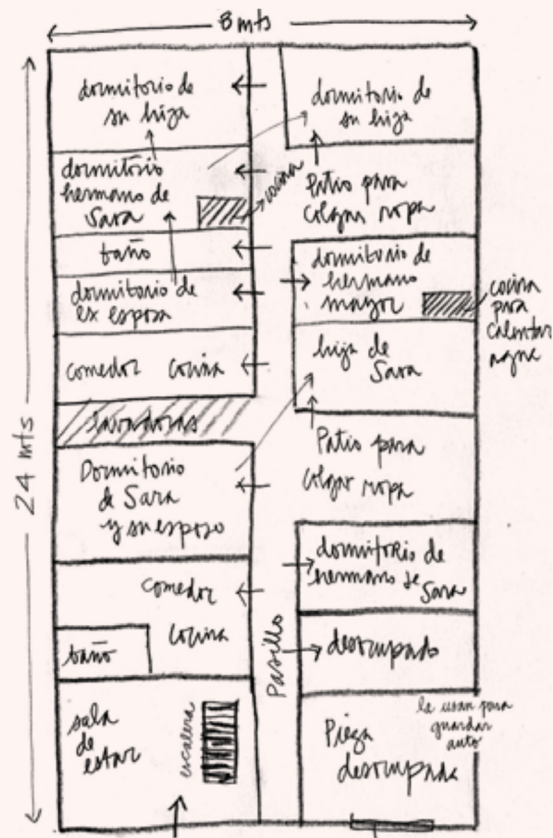 8 mts
24 mts
dormitorio de
su hija
dormitorio
hermano de
Sara
cocina
baño
dormitorio de
ex esposa
comedor cocina
lavadoras
Dormitorio
de Sara
y su esposo
comedor
cocina
baño
sala
de
estar
escalera
Pasillo
dormitorio de
su hija
Patio para
colgar ropa
dormitorio de
hermano
mayor
cocina
para
calentar
agua
hija de
Sara
Patio para
colgar ropa
dormitorio de
hermano de
Sara
desocupado
la usan para
guardar
auto
Pieza
desocupada